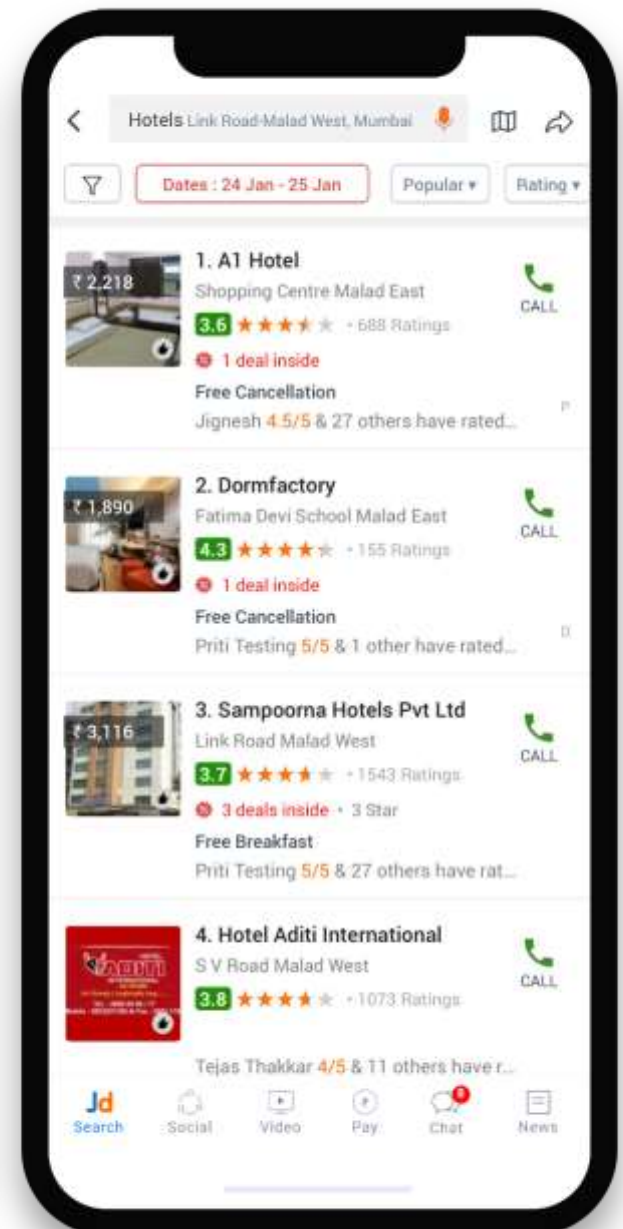 Hotels Link Road-Malad West, Mumbai
Dates : 24 Jan - 25 Jan
Popular
Rating
₹ 2,218
1. A1 Hotel
Shopping Centre Malad East
CALL
3.6 • 688 Ratings
1 deal inside
Free Cancellation
P
Jignesh 4.5/5 & 27 others have rated...
₹ 1,890
2. Dormfactory
Fatima Devi School Malad East
CALL
4.3 • 155 Ratings
1 deal inside
Free Cancellation
D
Priti Testing 5/5 & 1 other have rated...
₹ 3,116
3. Sampoorna Hotels Pvt Ltd
Link Road Malad West
CALL
3.7 • 1543 Ratings
3 deals inside • 3 Star
Free Breakfast
Priti Testing 5/5 & 27 others have rat...
ADITI
4. Hotel Aditi International
S V Road Malad West
CALL
3.8 • 1073 Ratings
Tejas Thakkar 4/5 & 11 others have r...
Jd
Search
Social
Video
Pay
Chat
News